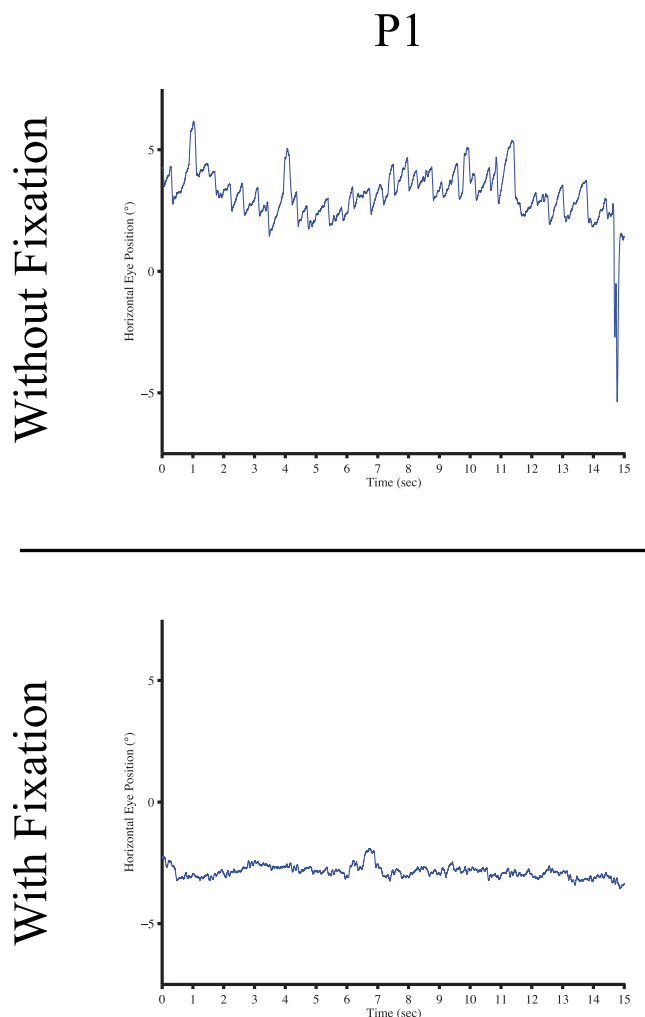 P1
Without Fixation
Horizontal Eye Position (°)
5
0
−5
0 1 2 3 4 5 6 7 8 9 10 11 12 13 14 15
Time (sec)
With Fixation
Horizontal Eye Position (°)
5
0
−5
0 1 2 3 4 5 6 7 8 9 10 11 12 13 14 15
Time (sec)